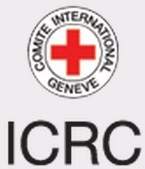 COMITE INTERNATIONAL
GENEVE
ICRC